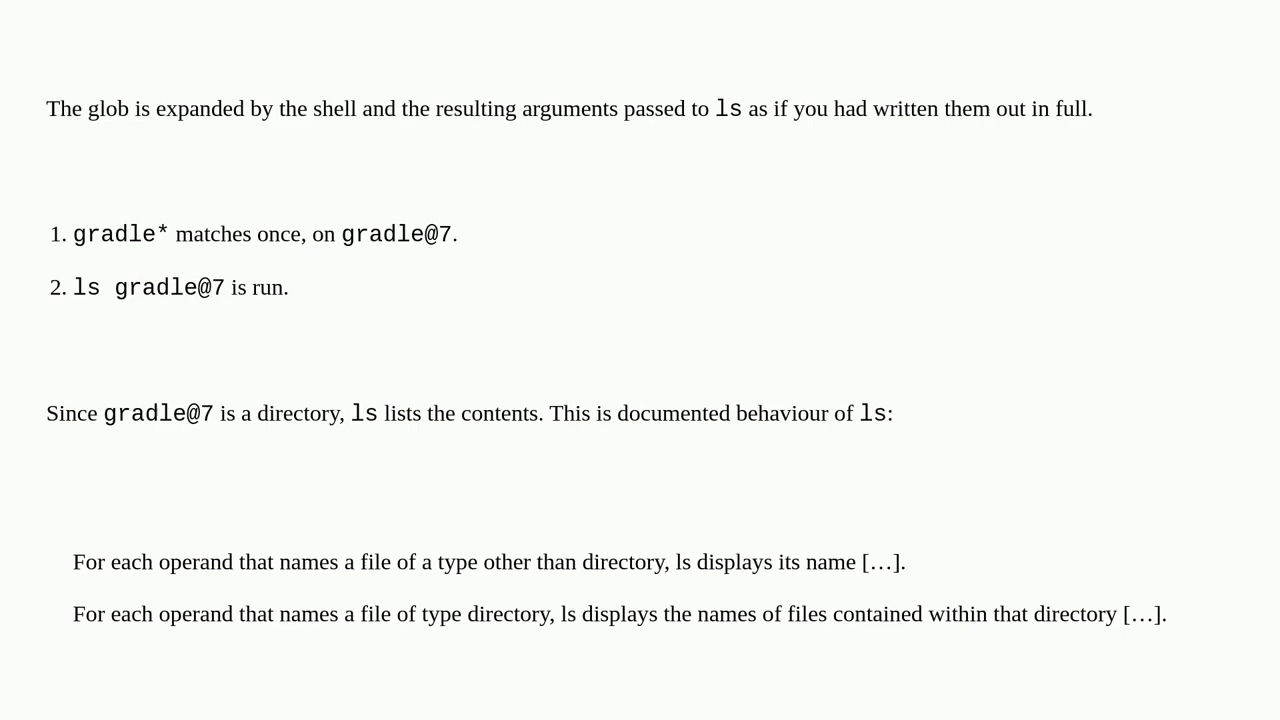 The glob is expanded by the shell and the resulting arguments passed to ls as if you had written them out in full.
1. gradle* matches once, on gradle@7.
2. ls gradle@7 is run.
Since gradle@7 is a directory, ls lists the contents. This is documented behaviour of ls:
For each operand that names a file of a type other than directory, ls displays its name […].
For each operand that names a file of type directory, ls displays the names of files contained within that directory […].